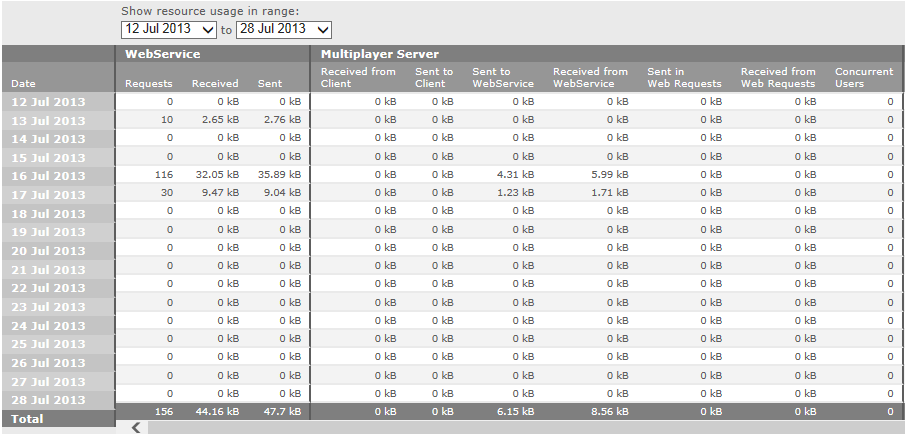 Show resource usage in range:
12 Jul 2013 to 28 Jul 2013
WebService Multiplayer Server
Date Requests Received Sent Received from Client Sent to Client Sent to WebService Received from WebService Sent in Web Requests Received from Web Requests Concurrent Users
12 Jul 2013 0 0 kB 0 kB 0 kB 0 kB 0 kB 0 kB 0 kB 0 kB 0
13 Jul 2013 10 2.65 kB 2.76 kB 0 kB 0 kB 0 kB 0 kB 0 kB 0 kB 0
14 Jul 2013 0 0 kB 0 kB 0 kB 0 kB 0 kB 0 kB 0 kB 0 kB 0
15 Jul 2013 0 0 kB 0 kB 0 kB 0 kB 0 kB 0 kB 0 kB 0 kB 0
16 Jul 2013 116 32.05 kB 35.89 kB 0 kB 0 kB 4.31 kB 5.99 kB 0 kB 0 kB 0
17 Jul 2013 30 9.47 kB 9.04 kB 0 kB 0 kB 1.23 kB 1.71 kB 0 kB 0 kB 0
18 Jul 2013 0 0 kB 0 kB 0 kB 0 kB 0 kB 0 kB 0 kB 0 kB 0
19 Jul 2013 0 0 kB 0 kB 0 kB 0 kB 0 kB 0 kB 0 kB 0 kB 0
20 Jul 2013 0 0 kB 0 kB 0 kB 0 kB 0 kB 0 kB 0 kB 0 kB 0
21 Jul 2013 0 0 kB 0 kB 0 kB 0 kB 0 kB 0 kB 0 kB 0 kB 0
22 Jul 2013 0 0 kB 0 kB 0 kB 0 kB 0 kB 0 kB 0 kB 0 kB 0
23 Jul 2013 0 0 kB 0 kB 0 kB 0 kB 0 kB 0 kB 0 kB 0 kB 0
24 Jul 2013 0 0 kB 0 kB 0 kB 0 kB 0 kB 0 kB 0 kB 0 kB 0
25 Jul 2013 0 0 kB 0 kB 0 kB 0 kB 0 kB 0 kB 0 kB 0 kB 0
26 Jul 2013 0 0 kB 0 kB 0 kB 0 kB 0 kB 0 kB 0 kB 0 kB 0
27 Jul 2013 0 0 kB 0 kB 0 kB 0 kB 0 kB 0 kB 0 kB 0 kB 0
28 Jul 2013 0 0 kB 0 kB 0 kB 0 kB 0 kB 0 kB 0 kB 0 kB 0
Total 156 44.16 kB 47.7 kB 0 kB 0 kB 6.15 kB 8.56 kB 0 kB 0 kB 0